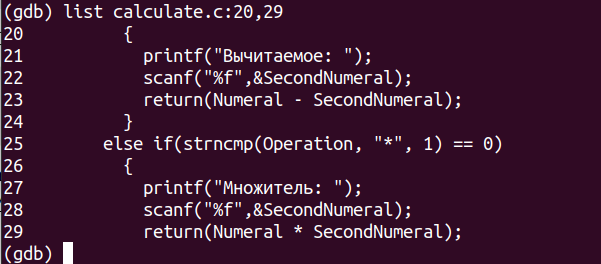 (gdb) list calculate.c:20,29
20          {
21            printf("Вычитаемое: ");
22            scanf("%f",&SecondNumeral);
23            return(Numeral - SecondNumeral);
24          }
25        else if(strncmp(Operation, "*", 1) == 0)
26          {
27            printf("Множитель: ");
28            scanf("%f",&SecondNumeral);
29            return(Numeral * SecondNumeral);
(gdb)